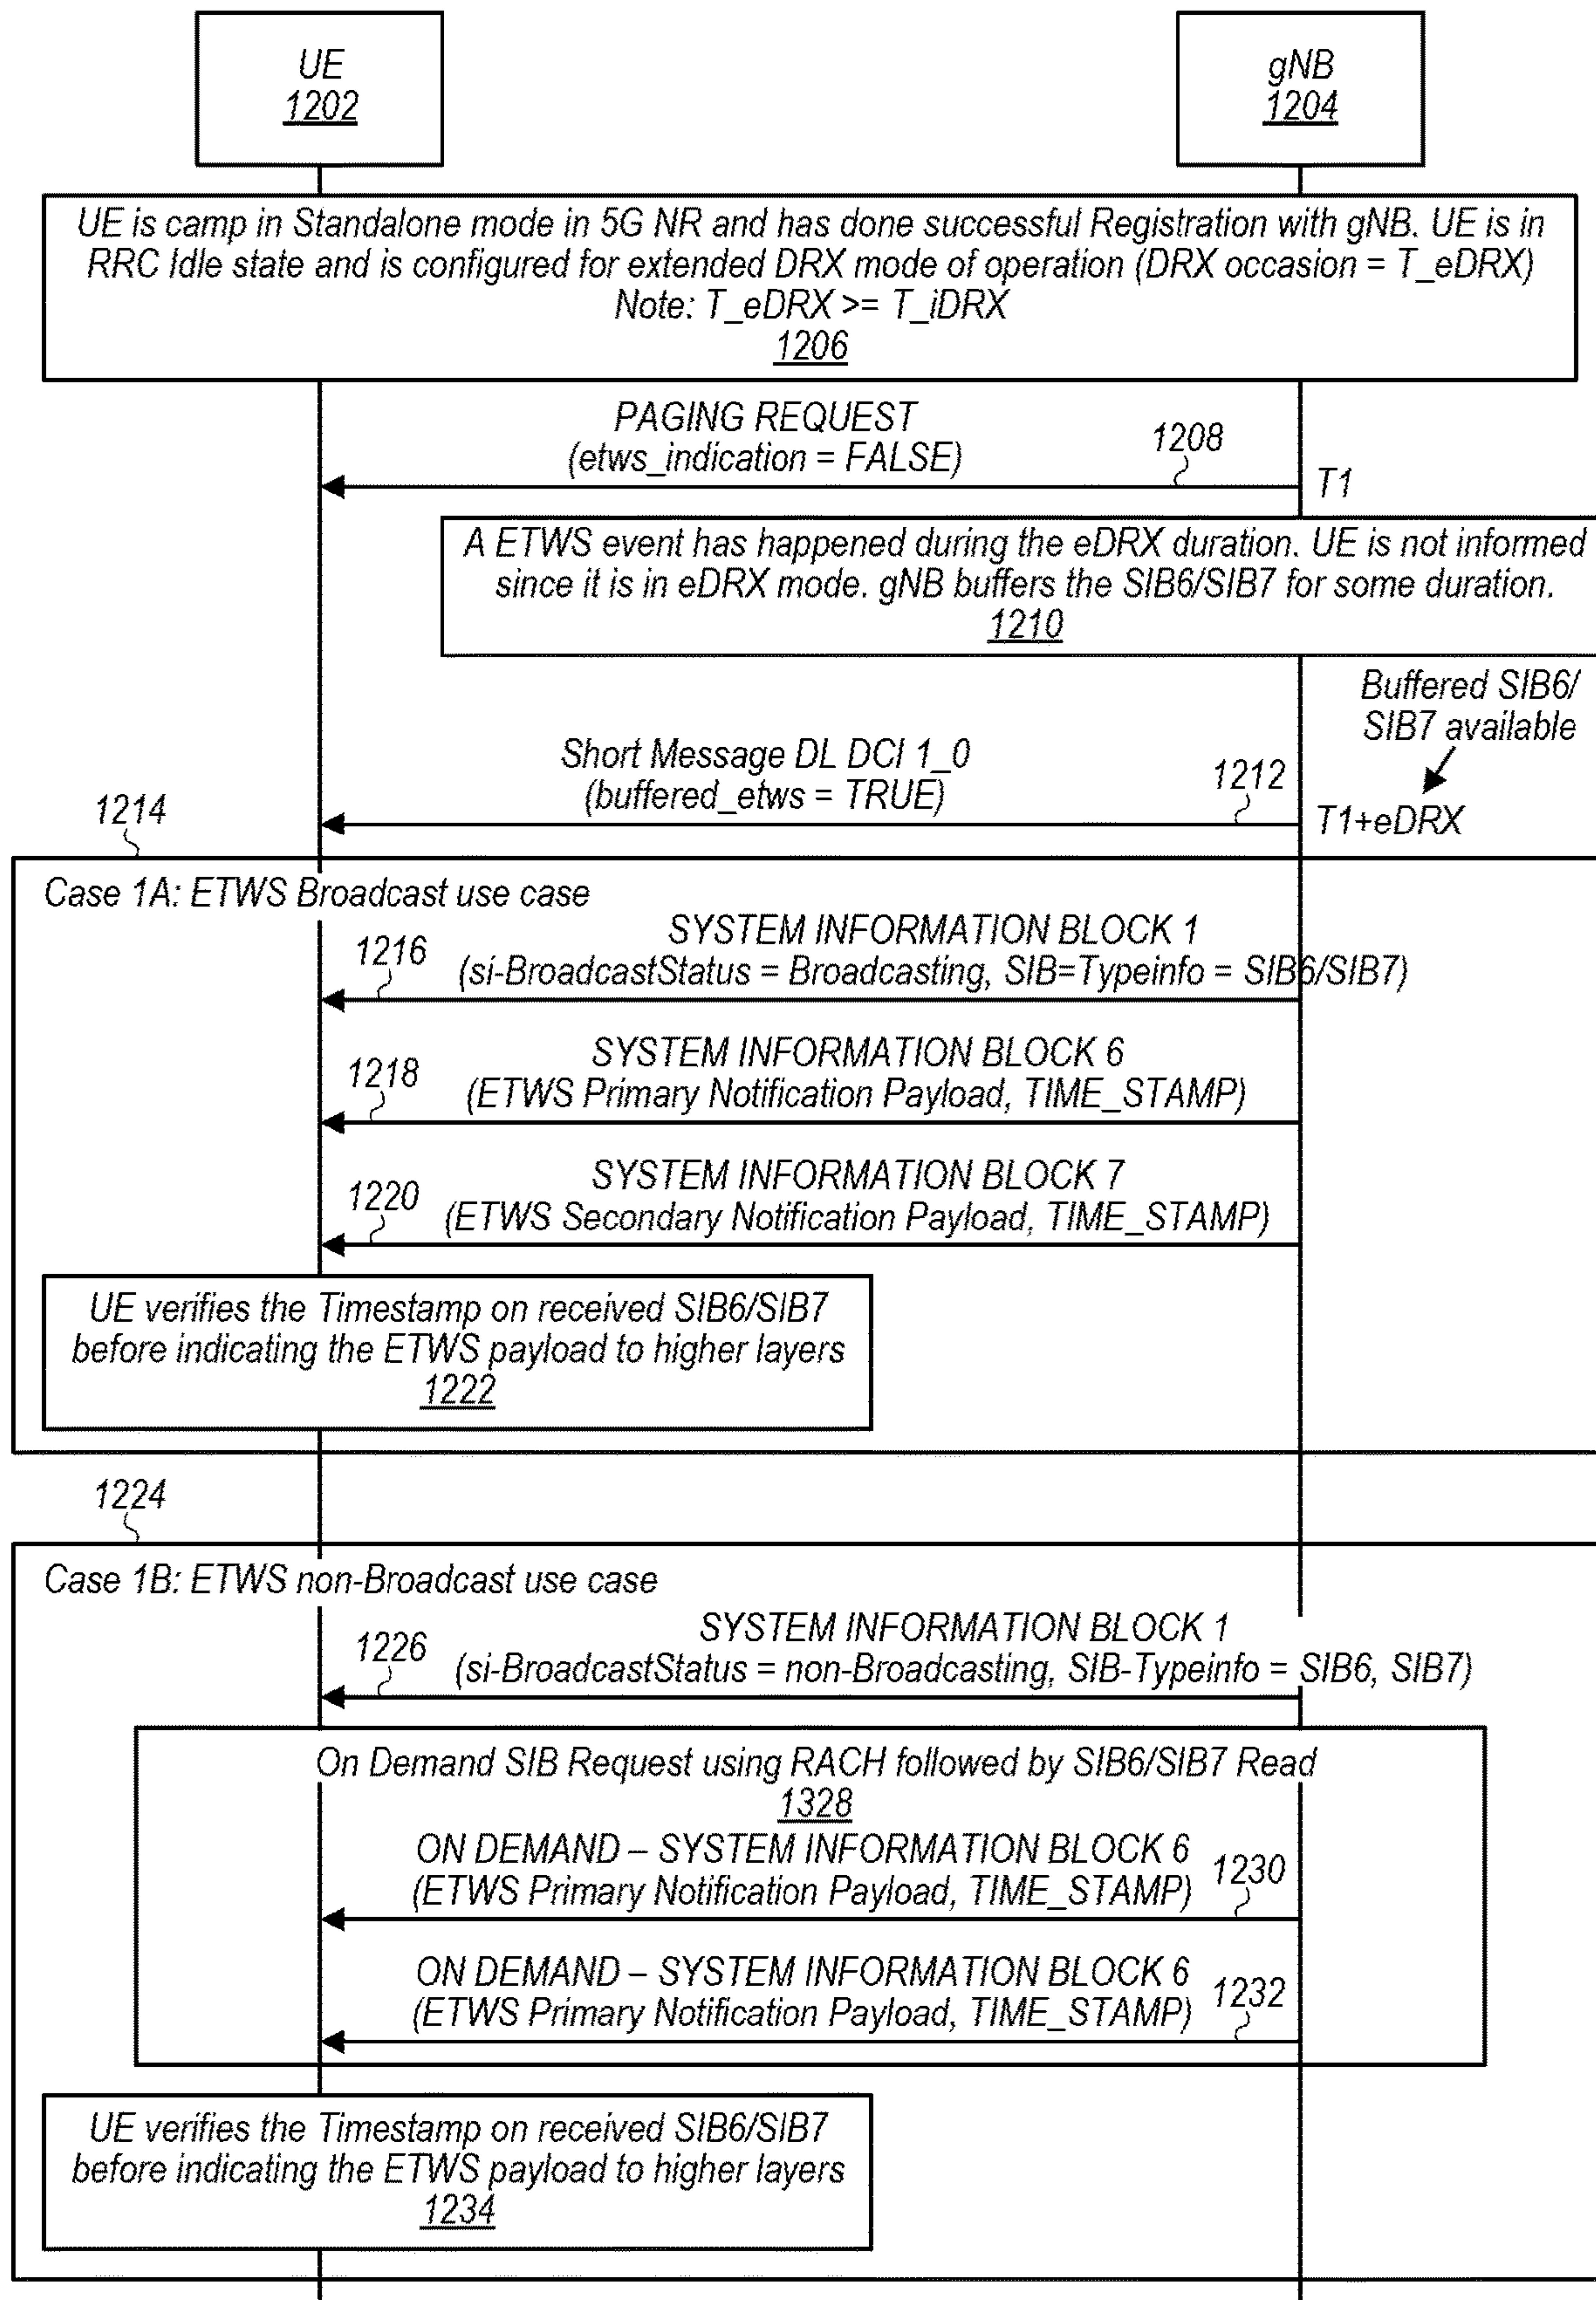 UE
1202
gNB
1204
UE is camp in Standalone mode in 5G NR and has done successful Registration with gNB. UE is in
RRC Idle state and is configured for extended DRX mode of operation (DRX occasion = T_eDRX)
Note: T_eDRX >= T_iDRX
1206
PAGING REQUEST
(etws_indication = FALSE)
1208
T1
A ETWS event has happened during the eDRX duration. UE is not informed
since it is in eDRX mode. gNB buffers the SIB6/SIB7 for some duration.
1210
Buffered SIB6/
SIB7 available
Short Message DL DCI 1_0
(buffered_etws = TRUE)
1212
T1+eDRX
1214
Case 1A: ETWS Broadcast use case
SYSTEM INFORMATION BLOCK 1
(si-BroadcastStatus = Broadcasting, SIB=Typeinfo = SIB6/SIB7)
1216
SYSTEM INFORMATION BLOCK 6
(ETWS Primary Notification Payload, TIME_STAMP)
1218
SYSTEM INFORMATION BLOCK 7
(ETWS Secondary Notification Payload, TIME_STAMP)
1220
UE verifies the Timestamp on received SIB6/SIB7
before indicating the ETWS payload to higher layers
1222
1224
Case 1B: ETWS non-Broadcast use case
SYSTEM INFORMATION BLOCK 1
(si-BroadcastStatus = non-Broadcasting, SIB-Typeinfo = SIB6, SIB7)
1226
On Demand SIB Request using RACH followed by SIB6/SIB7 Read
1328
ON DEMAND – SYSTEM INFORMATION BLOCK 6
(ETWS Primary Notification Payload, TIME_STAMP)
1230
ON DEMAND – SYSTEM INFORMATION BLOCK 6
(ETWS Primary Notification Payload, TIME_STAMP)
1232
UE verifies the Timestamp on received SIB6/SIB7
before indicating the ETWS payload to higher layers
1234